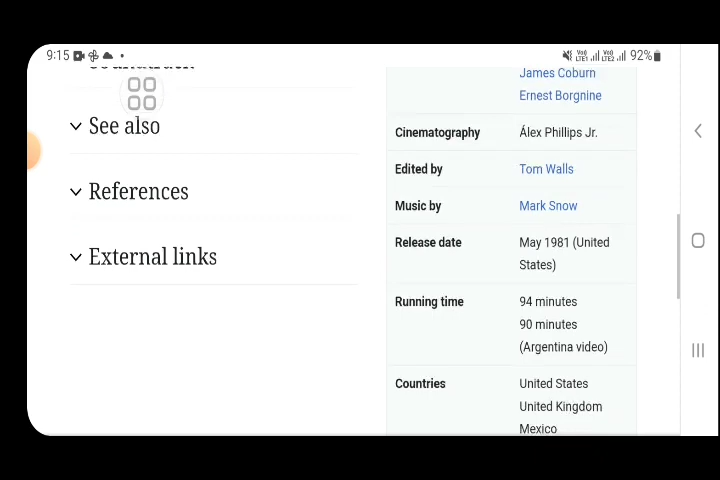 9:15
92%
See also
References
External links
James Coburn
Ernest Borgnine
Cinematography Álex Phillips Jr.
Edited by Tom Walls
Music by Mark Snow
Release date May 1981 (United
States)
Running time 94 minutes
90 minutes
(Argentina video)
Countries United States
United Kingdom
Mexico